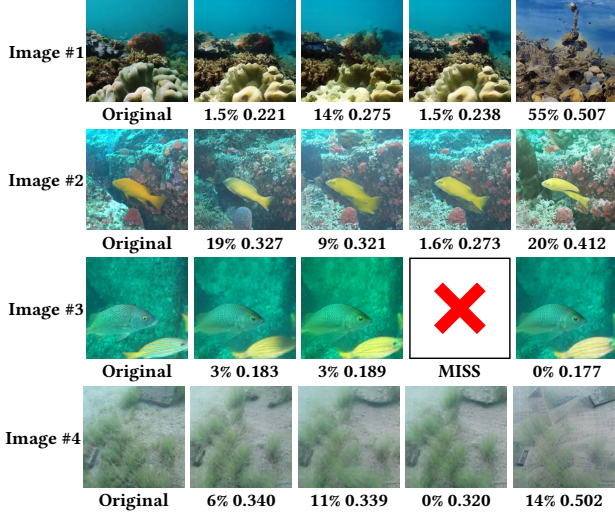 Image #1
Original 1.5% 0.221 14% 0.275 1.5% 0.238 55% 0.507
Image #2
Original 19% 0.327 9% 0.321 1.6% 0.273 20% 0.412
Image #3
Original 3% 0.183 3% 0.189 MISS 0% 0.177
Image #4
Original 6% 0.340 11% 0.339 0% 0.320 14% 0.502